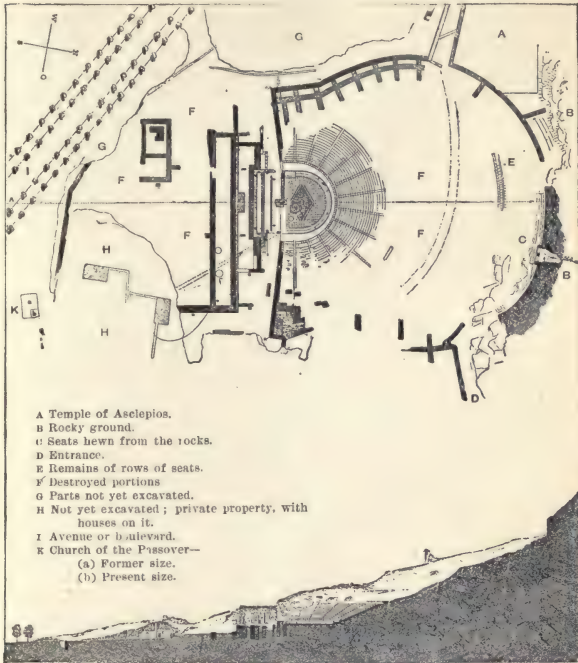 G
A
F
B
G
E
I
F
F
F
F
H
C
B
K
H
D
A Temple of Asclepios.
B Rocky ground.
C Seats hewn from the rocks.
D Entrance.
E Remains of rows of seats.
F Destroyed portions
G Parts not yet excavated.
H Not yet excavated ; private property, with
houses on it.
I Avenue or boulevard.
K Church of the Passover—
(a) Former size.
(b) Present size.